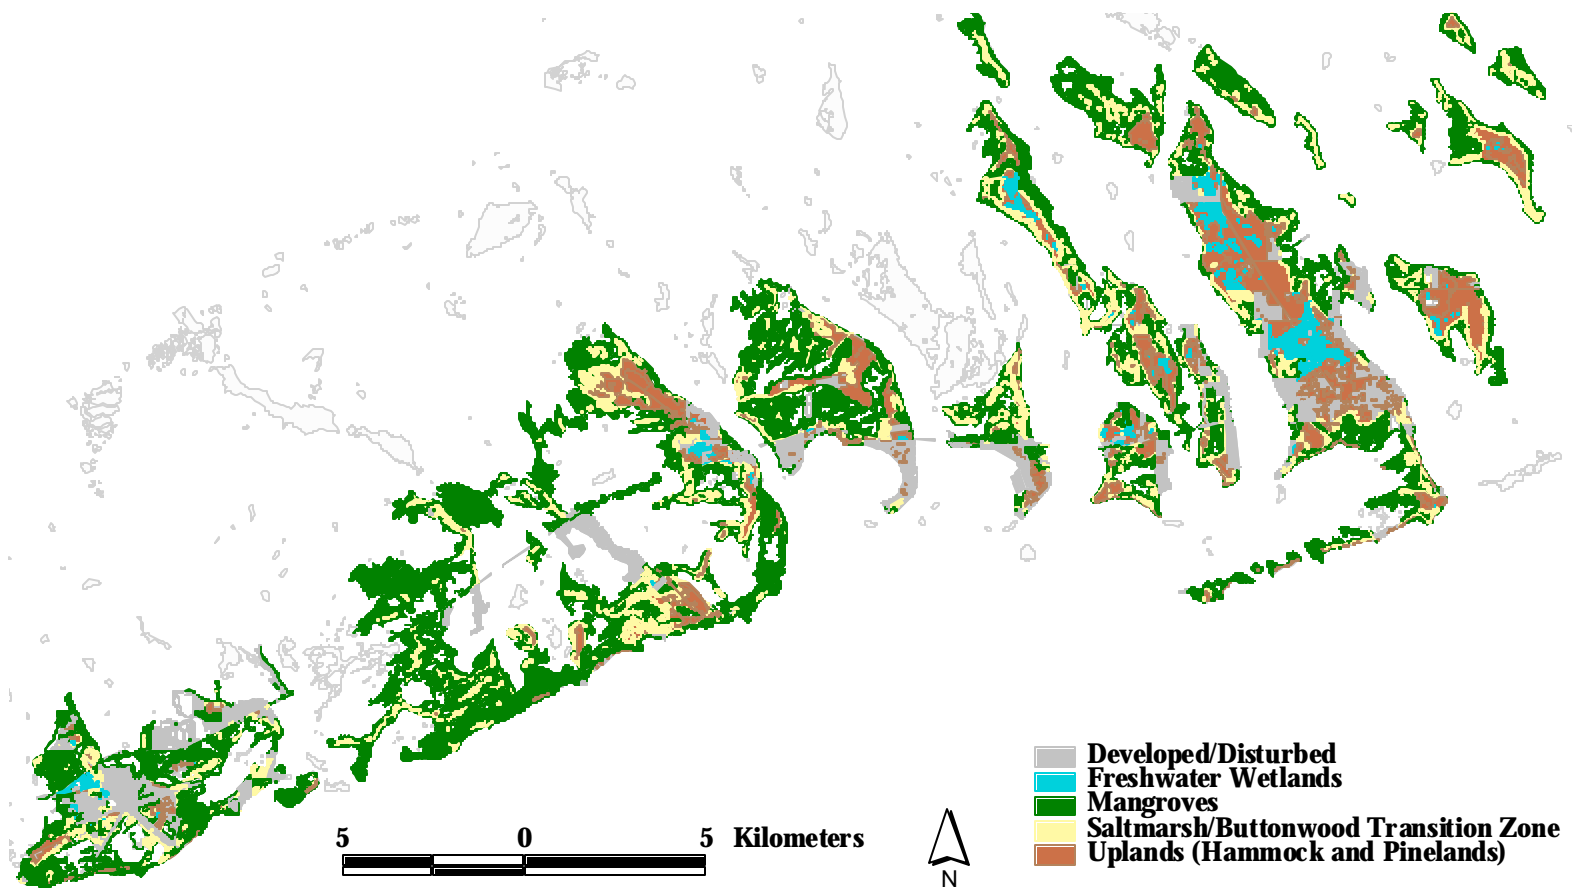 Developed/Disturbed
Freshwater Wetlands
Mangroves
Saltmarsh/Buttonwood Transition Zone
Uplands (Hammock and Pinelands)
5 0 5 Kilometers
N